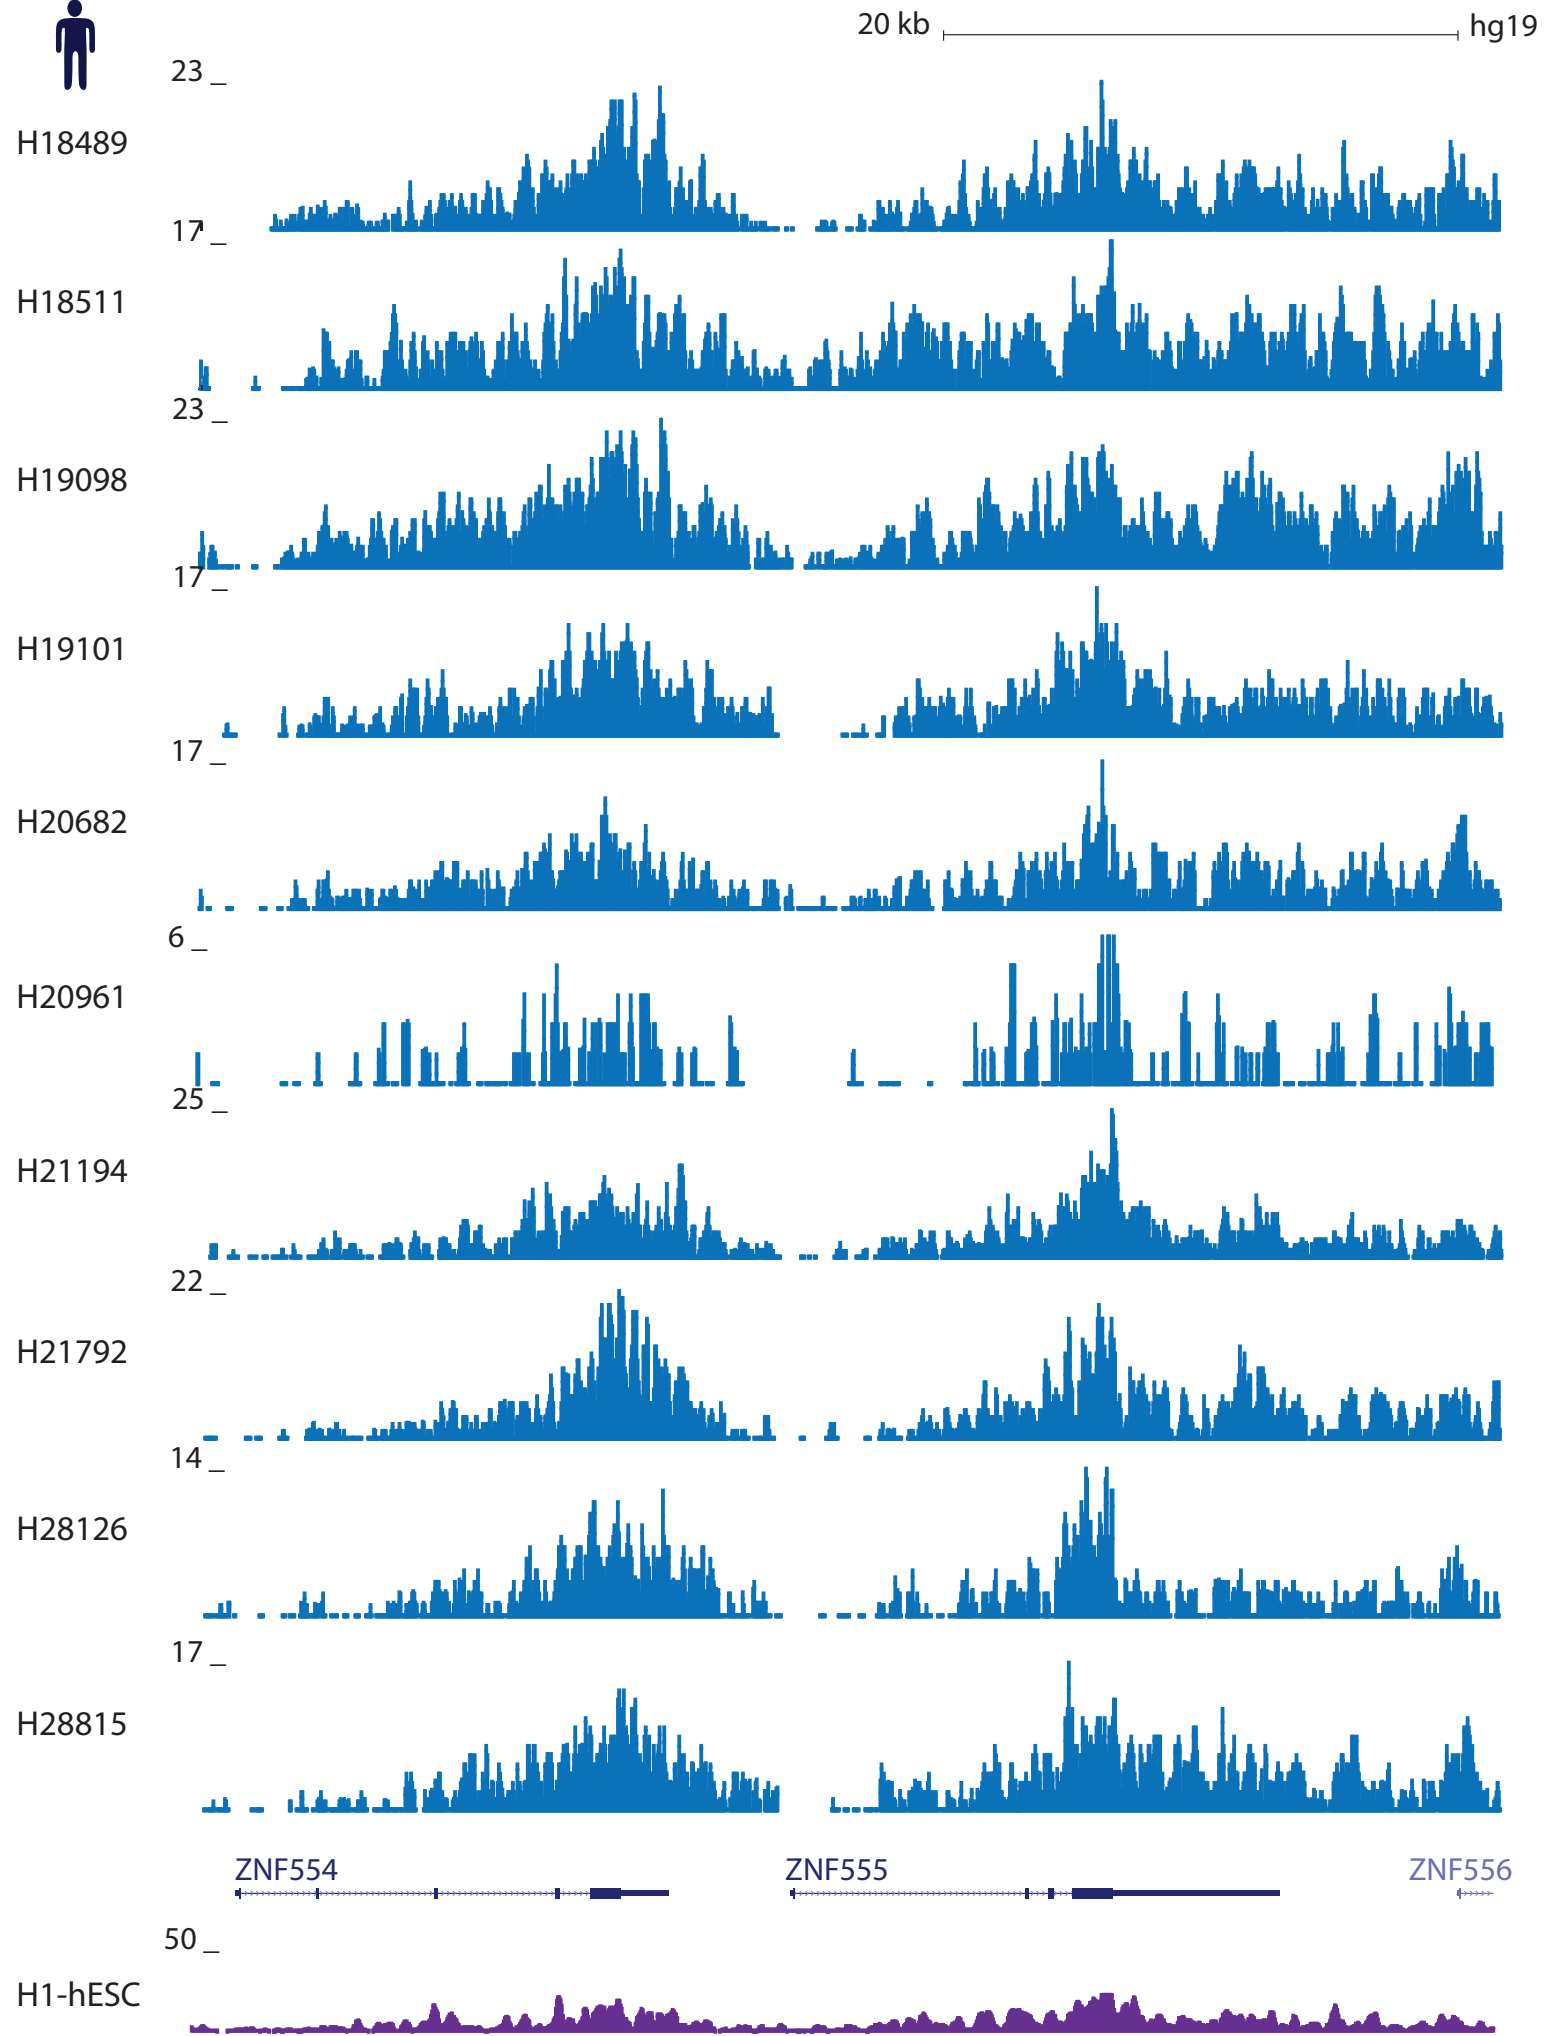 20 kb hg19
23 _
H18489
17 _
H18511
23 _
H19098
17 _
H19101
17 _
H20682
6 _
H20961
25 _
H21194
22 _
H21792
14 _
H28126
17 _
H28815
ZNF554 ZNF555 ZNF556
50 _
H1-hESC